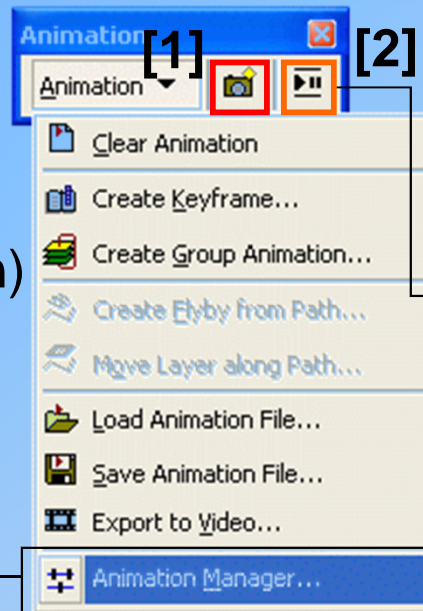 Animation
[1]
[2]
Animation
Clear Animation
Create Keyframe...
Create Group Animation...
n)
Create Flyby from Path...
Move Layer along Path...
Load Animation File...
Save Animation File...
Export to Video...
Animation Manager...